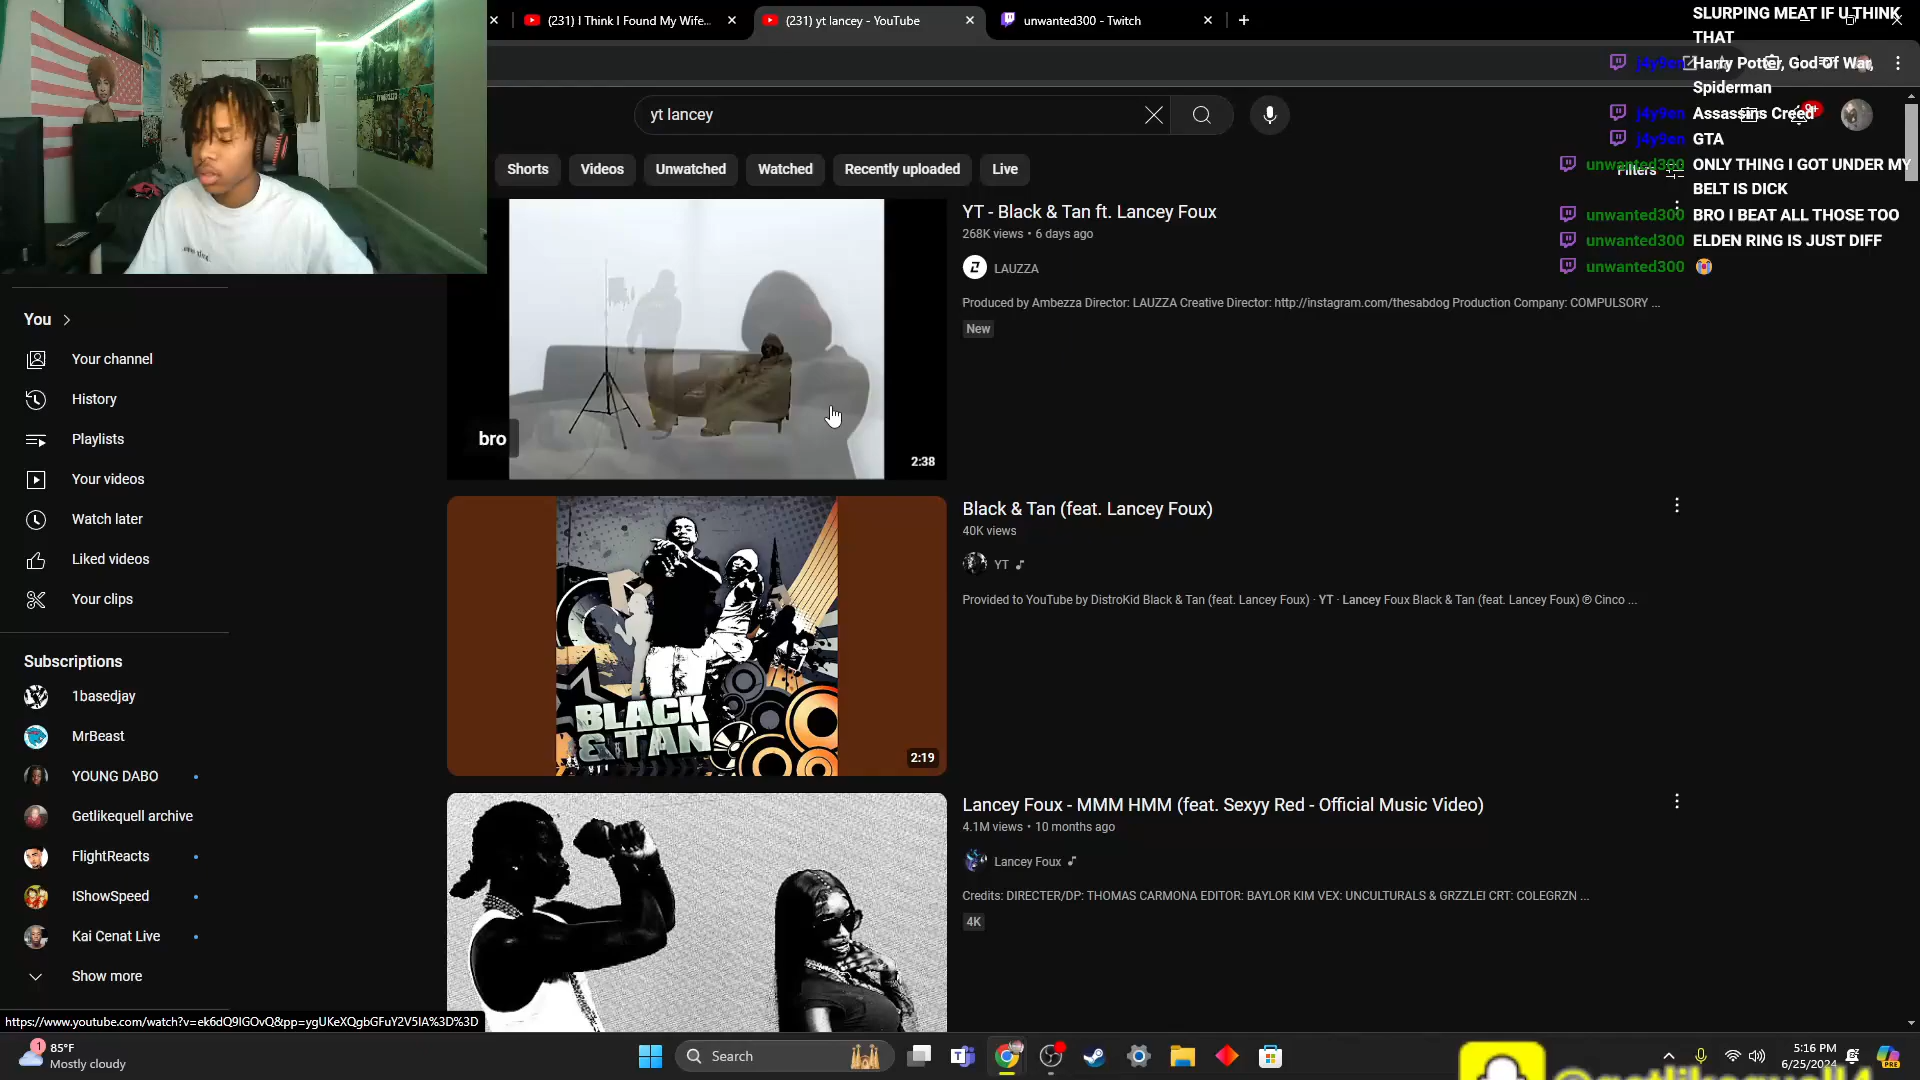 (231) I Think I Found My Wife...
(231) yt lancey - YouTube
unwanted300 - Twitch
SLURPING MEAT IF U THINK
THAT
j4y9en Harry Potter, God Of War,
Spiderman
j4y9en Assassins Creed
9+
j4y9en GTA
unwanted300 ONLY THING I GOT UNDER MY
BELT IS DICK
unwanted300 BRO I BEAT ALL THOSE TOO
unwanted300 ELDEN RING IS JUST DIFF
unwanted300
yt lancey
Shorts
Videos
Unwatched
Watched
Recently uploaded
Live
Filters
You
Your channel
History
Playlists
Your videos
Watch later
Liked videos
Your clips
Subscriptions
1basedjay
MrBeast
YOUNG DABO
Getlikequell archive
FlightReacts
IShowSpeed
Kai Cenat Live
Show more
bro
2:38
YT - Black & Tan ft. Lancey Foux
268K views • 6 days ago
LAUZZA
Produced by Ambezza Director: LAUZZA Creative Director: http://instagram.com/thesabdog Production Company: COMPULSORY ...
New
BLACK
& TAN
2:19
Black & Tan (feat. Lancey Foux)
40K views
YT
Provided to YouTube by DistroKid Black & Tan (feat. Lancey Foux) · YT · Lancey Foux Black & Tan (feat. Lancey Foux) ℗ Cinco ...
Lancey Foux - MMM HMM (feat. Sexyy Red - Official Music Video)
4.1M views • 10 months ago
Lancey Foux
Credits: DIRECTER/DP: THOMAS CARMONA EDITOR: BAYLOR KIM VEX: UNCULTURALS & GRZZLEI CRT: COLEGRZN ...
4K
https://www.youtube.com/watch?v=ek6dQ9IGOvQ&pp=ygUKeXQgbGFuY2V5IA%3D%3D
1
85°F
Mostly cloudy
Search
5:16 PM
6/25/2024
PRE